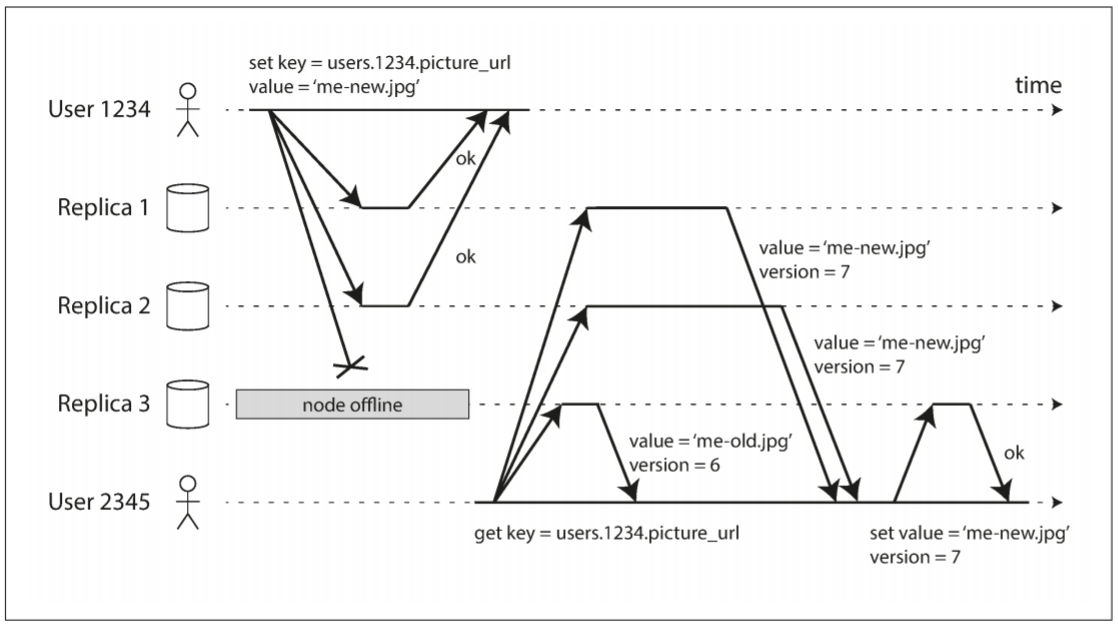 set key = users.1234.picture_url
value = ‘me-new.jpg’
time
User 1234
ok
Replica 1
value = ‘me-new.jpg’
version = 7
ok
Replica 2
value = ‘me-new.jpg’
version = 7
Replica 3
node offline
value = ‘me-old.jpg’
version = 6
ok
User 2345
get key = users.1234.picture_url
set value = ‘me-new.jpg’
version = 7